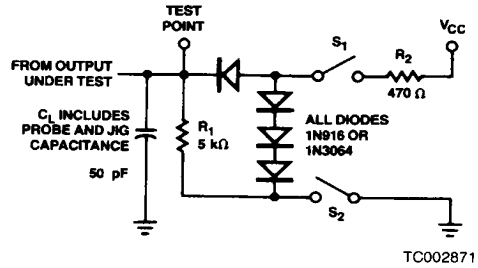 TEST
POINT
FROM OUTPUT
UNDER TEST
S1
R2
470 Ω
VCC
CL INCLUDES
PROBE AND JIG
CAPACITANCE
50 pF
R1
5 kΩ
ALL DIODES
1N916 OR
1N3064
S2
TC002871